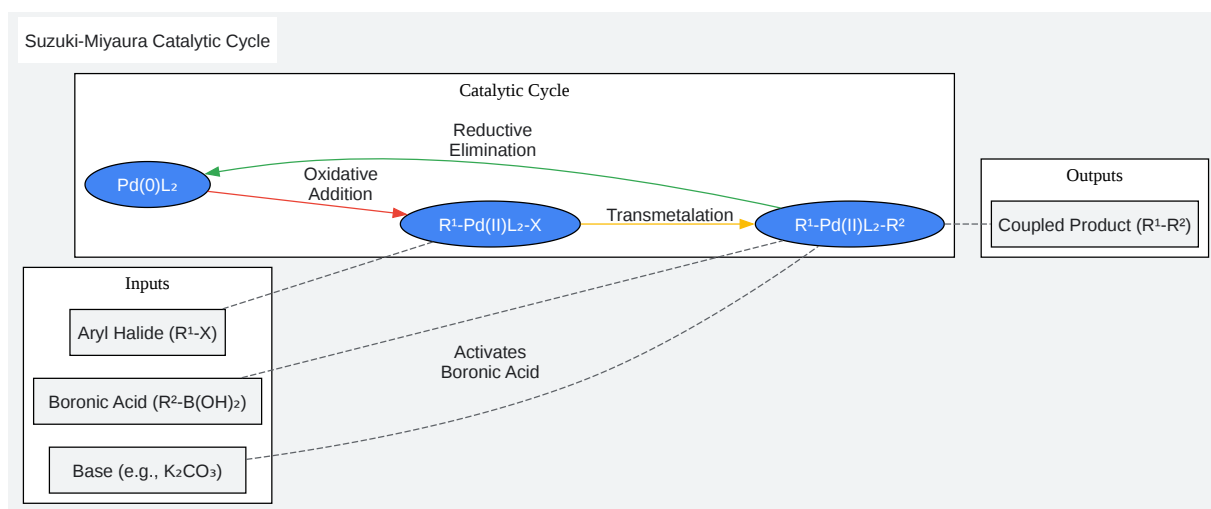 Suzuki-Miyaura Catalytic Cycle
Catalytic Cycle
Reductive
Elimination
Pd(0)L₂
Oxidative
Addition
R¹-Pd(II)L₂-X
Transmetalation
R¹-Pd(II)L₂-R²
Outputs
Coupled Product (R¹-R²)
Inputs
Aryl Halide (R¹-X)
Boronic Acid (R²-B(OH)₂)
Base (e.g., K₂CO₃)
Activates
Boronic Acid